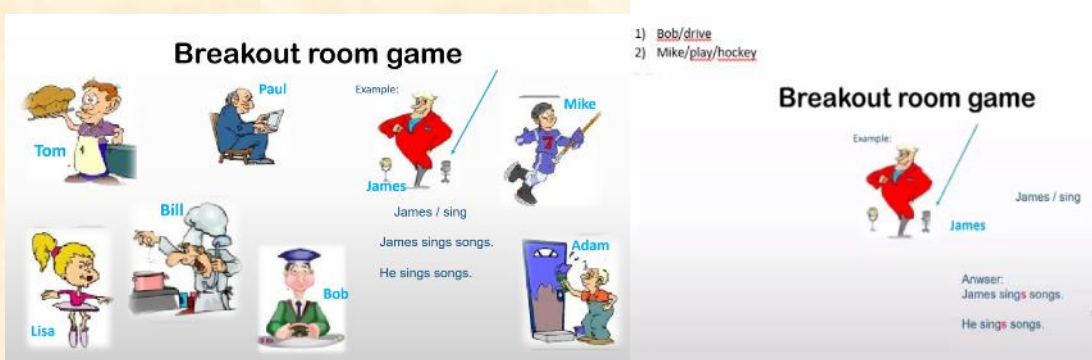 Breakout room game
Tom
Paul
Example:
James
Mike
James / sing
James sings songs.
He sings songs.
Lisa
Bill
Bob
Adam
1) Bob/drive
2) Mike/play/hockey
Breakout room game
Example:
James / sing
James
Anwser:
James sings songs.
He sings songs.